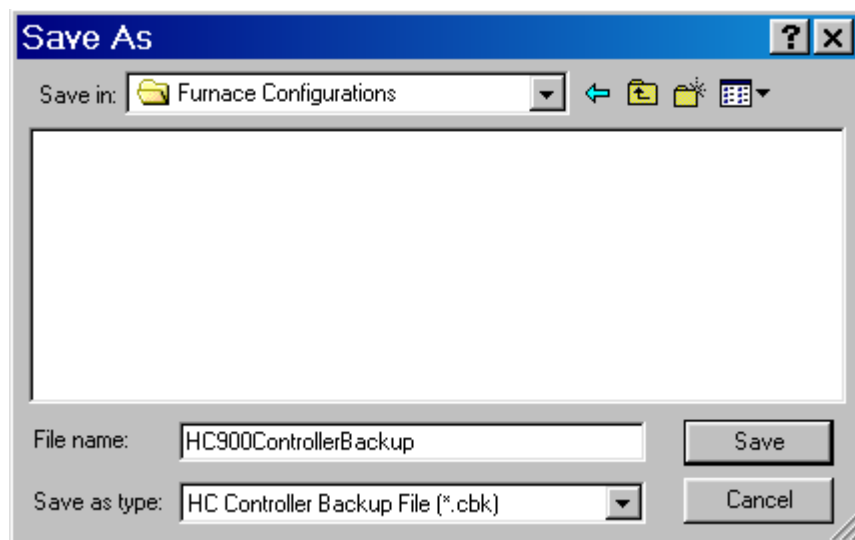 Save As
Save in: Furnace Configurations
File name: HC900ControllerBackup
Save
Save as type: HC Controller Backup File (*.cbk)
Cancel